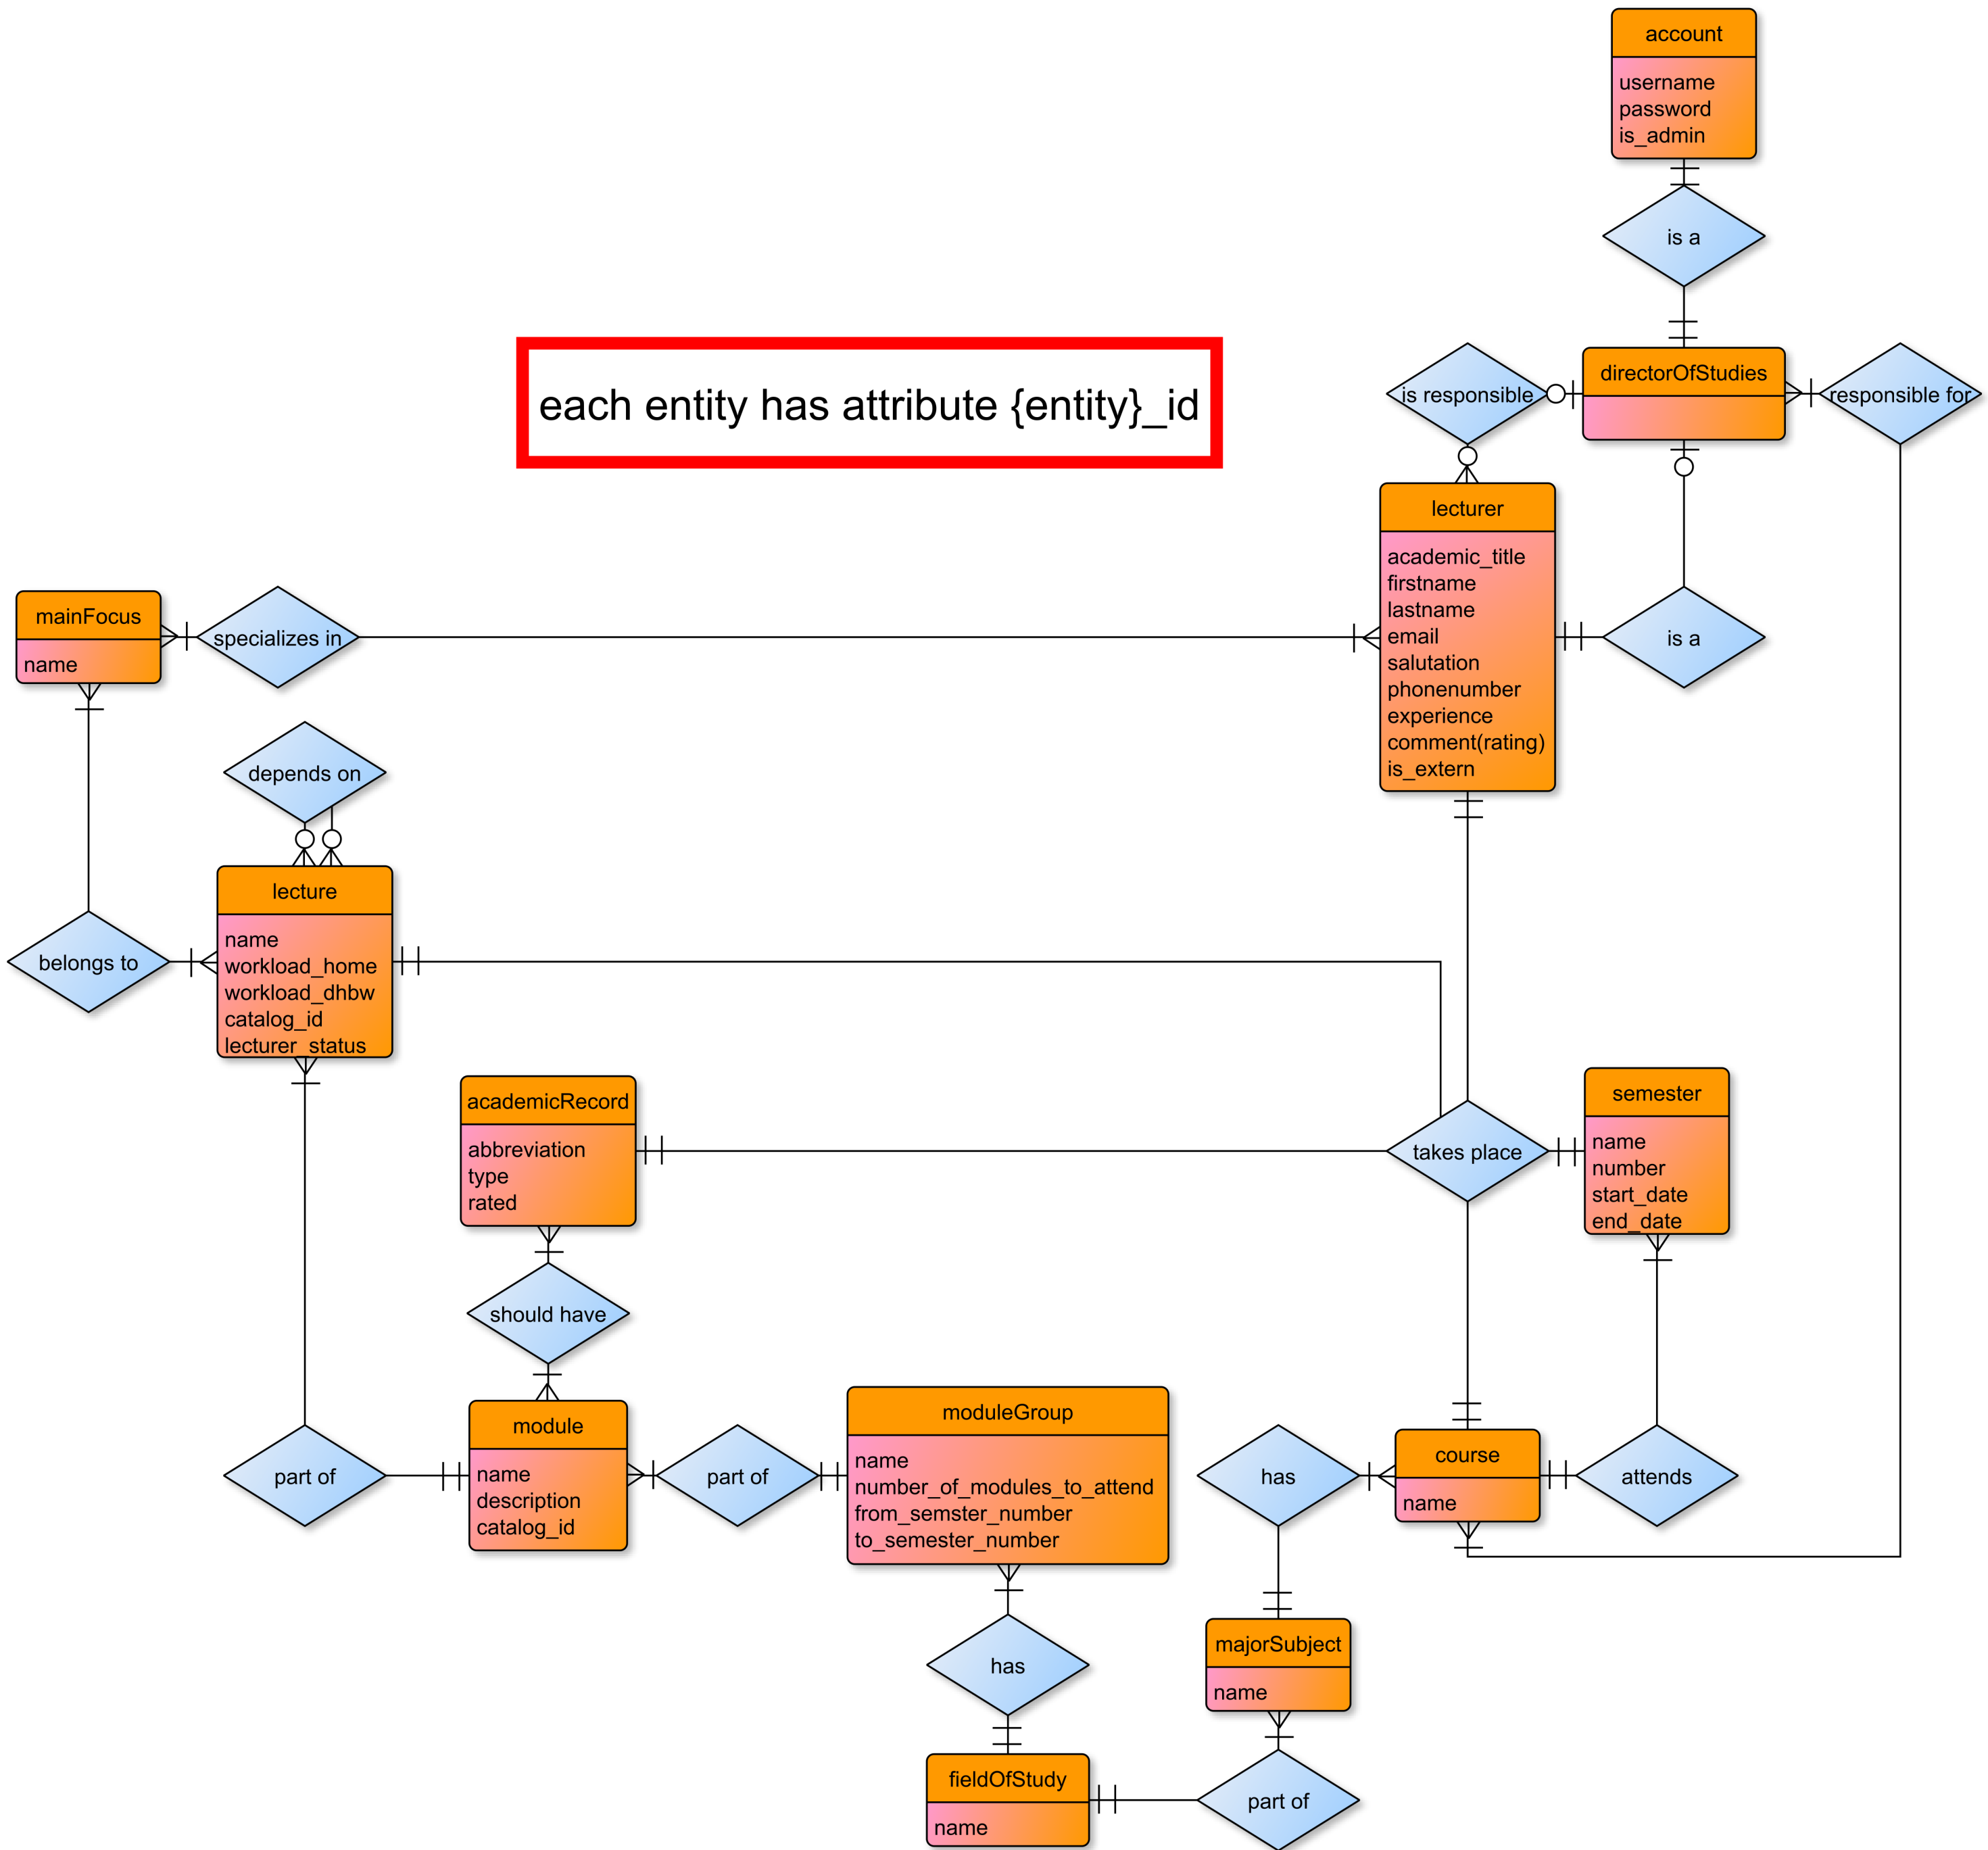 account
username
password
is_admin
is a
each entity has attribute {entity}_id
is responsible
directorOfStudies
responsible for
lecturer
academic_title
firstname
lastname
email
salutation
phonenumber
experience
comment(rating)
is_extern
is a
mainFocus
name
specializes in
depends on
lecture
name
workload_home
workload_dhbw
catalog_id
lecturer_status
belongs to
academicRecord
abbreviation
type
rated
takes place
semester
name
number
start_date
end_date
should have
part of
module
name
description
catalog_id
part of
moduleGroup
name
number_of_modules_to_attend
from_semster_number
to_semester_number
has
course
name
attends
has
majorSubject
name
fieldOfStudy
name
part of